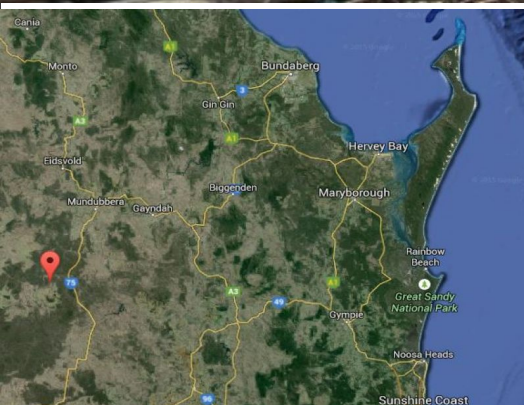 Cania
A1
Monto
Bundaberg
3
Gin Gin
A3
A1
Hervey Bay
Eidsvold
Biggenden
Maryborough
Mundubbera
Gayndah
Rainbow
Beach
75
A3
49
A1
Great Sandy
National Park
Gympie
Noosa Heads
96
Sunshine Coast